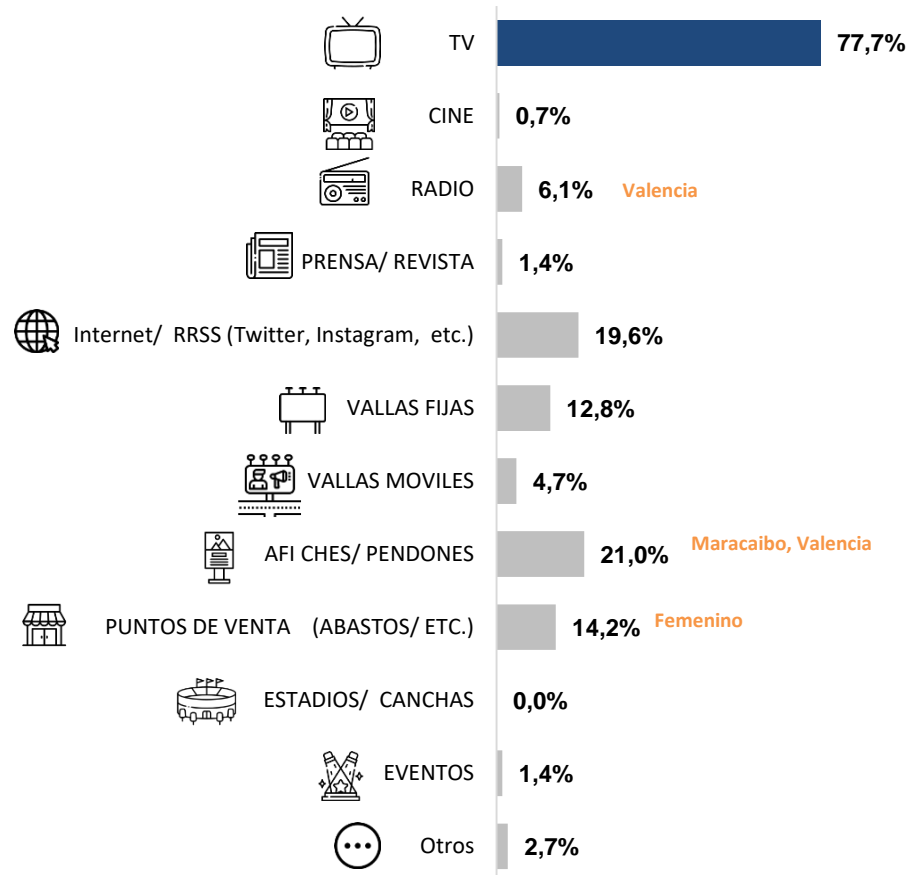 TV 77,7%
CINE 0,7%
RADIO 6,1% Valencia
PRENSA/ REVISTA 1,4%
Internet/ RRSS (Twitter, Instagram, etc.) 19,6%
VALLAS FIJAS 12,8%
VALLAS MOVILES 4,7%
AFI CHES/ PENDONES 21,0% Maracaibo, Valencia
PUNTOS DE VENTA (ABASTOS/ ETC.) 14,2% Femenino
ESTADIOS/ CANCHAS 0,0%
EVENTOS 1,4%
Otros 2,7%